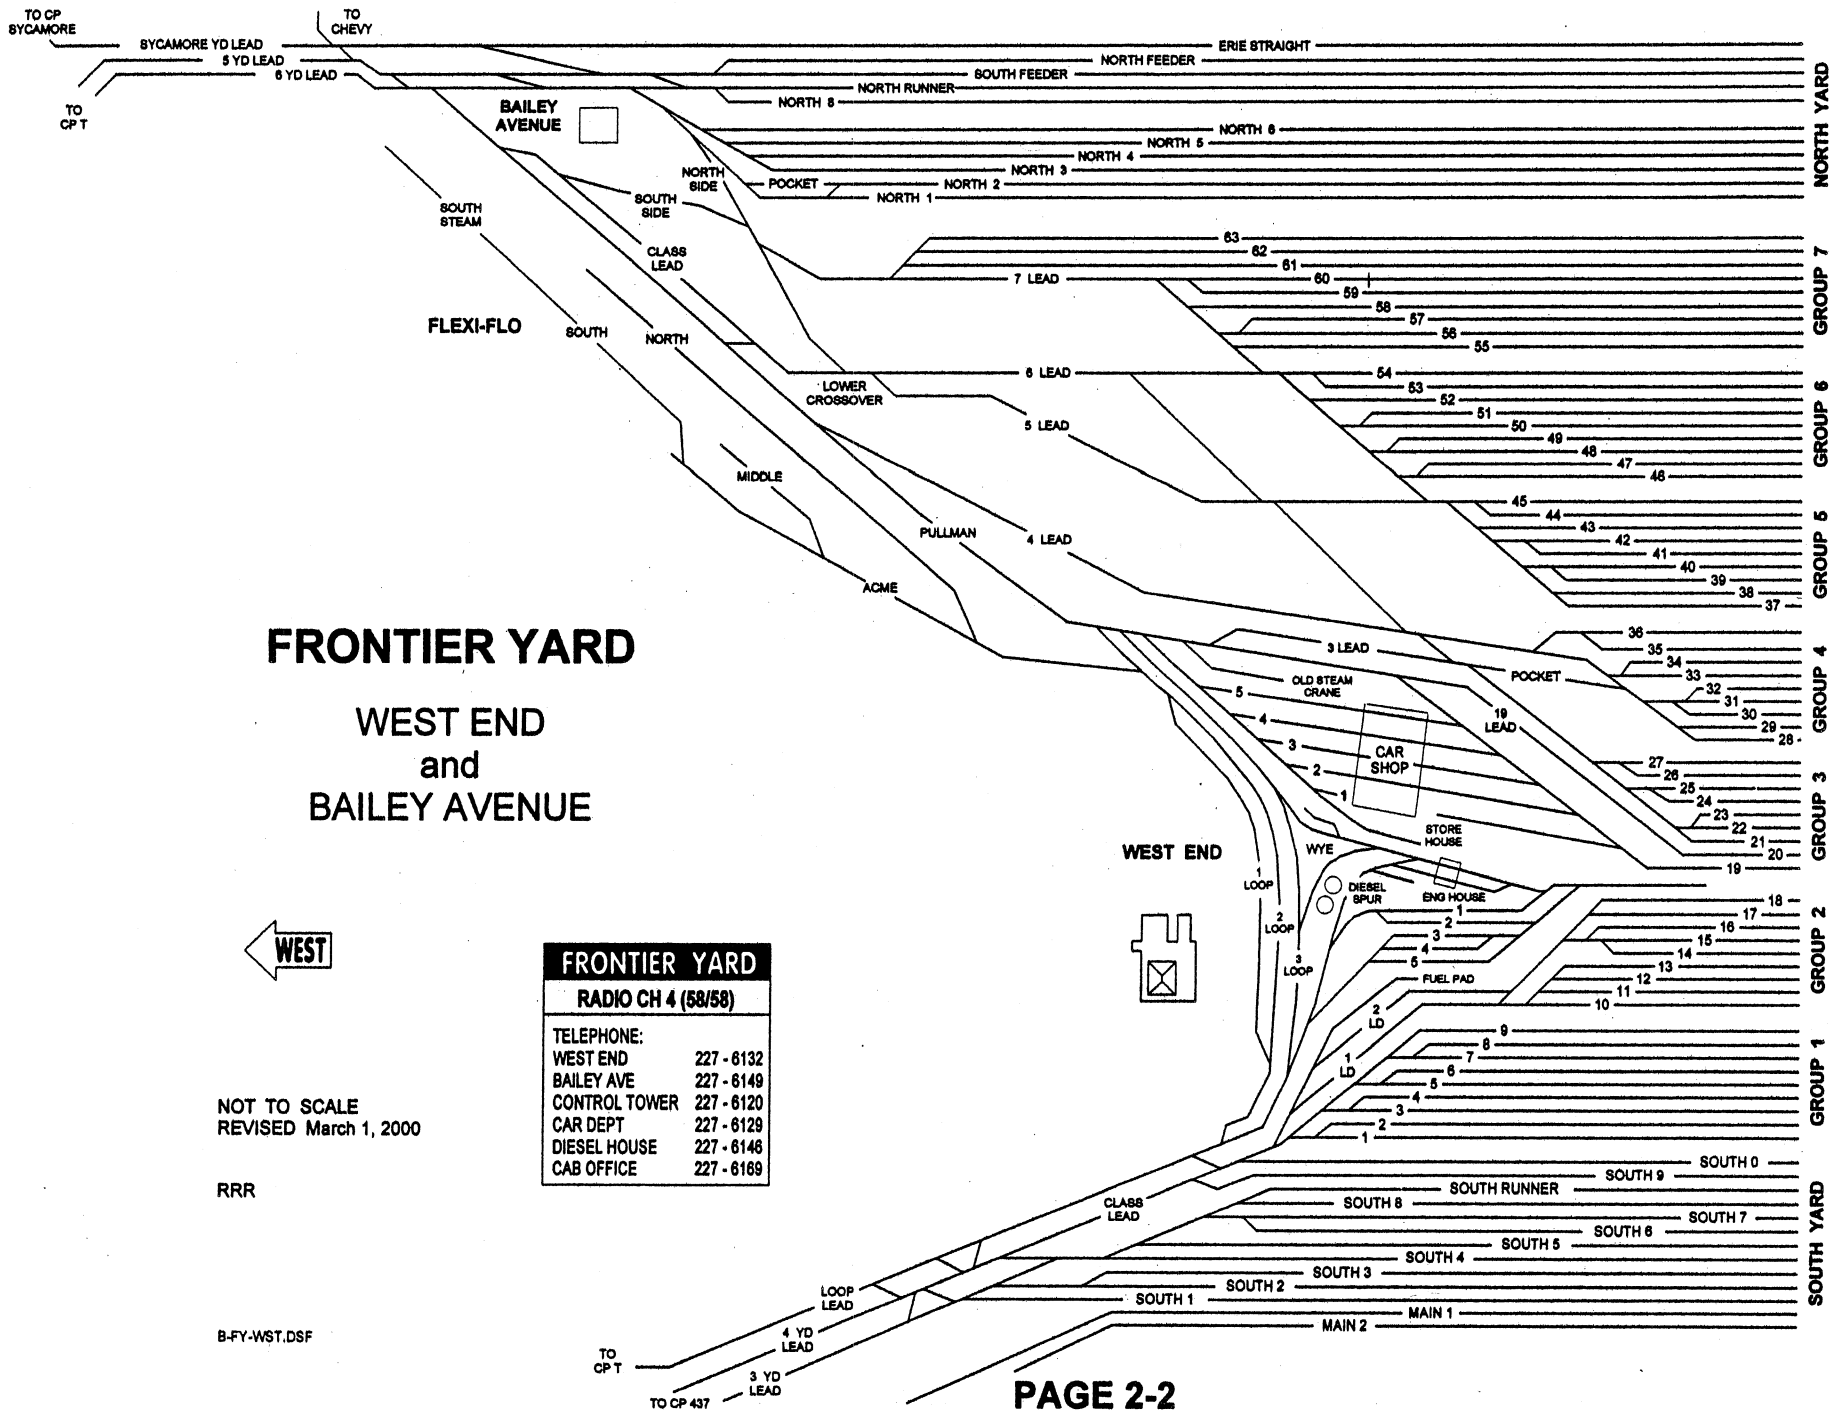 TO CP
SYCAMORE
TO
CHEVY
SYCAMORE YD LEAD
5 YD LEAD
6 YD LEAD
TO
CP T
ERIE STRAIGHT
NORTH FEEDER
SOUTH FEEDER
NORTH RUNNER
NORTH 8
BAILEY
AVENUE
NORTH 6
NORTH 5
NORTH 4
NORTH 3
POCKET
NORTH 2
NORTH 1
NORTH YARD
NORTH
SIDE
SOUTH
SIDE
SOUTH
STEAM
CLASS
LEAD
63
62
61
7 LEAD
60
59
58
57
56
55
GROUP 7
FLEXI-FLO
SOUTH
NORTH
6 LEAD
LOWER
CROSSOVER
5 LEAD
54
53
52
51
50
49
48
47
46
GROUP 6
MIDDLE
PULLMAN
4 LEAD
ACME
45
44
43
42
41
40
39
38
37
GROUP 5
FRONTIER YARD
WEST END
and
BAILEY AVENUE
3 LEAD
POCKET
OLD STEAM
CRANE
36
35
34
33
32
31
30
29
28
GROUP 4
5
4
3
2
1
CAR
SHOP
19
LEAD
27
26
25
24
23
22
21
20
19
GROUP 3
STORE
HOUSE
WYE
WEST END
DIESEL
SPUR
ENG HOUSE
1
LOOP
2
LOOP
3
LOOP
1
2
3
4
5
FUEL PAD
2
LD
1
LD
18
17
16
15
14
13
12
11
10
GROUP 2
9
8
7
6
5
4
3
2
1
GROUP 1
WEST
FRONTIER YARD
RADIO CH 4 (58/58)
TELEPHONE:
WEST END 227 - 6132
BAILEY AVE 227 - 6149
CONTROL TOWER 227 - 6120
CAR DEPT 227 - 6129
DIESEL HOUSE 227 - 6146
CAB OFFICE 227 - 6169
NOT TO SCALE
REVISED March 1, 2000
RRR
B-FY-WST.DSF
SOUTH 0
SOUTH 9
SOUTH RUNNER
SOUTH 8
SOUTH 7
SOUTH 6
SOUTH 5
SOUTH 4
SOUTH 3
SOUTH 2
SOUTH 1
MAIN 1
MAIN 2
SOUTH YARD
CLASS
LEAD
LOOP
LEAD
4 YD
LEAD
3 YD
LEAD
TO
CP T
TO CP 437
PAGE 2-2